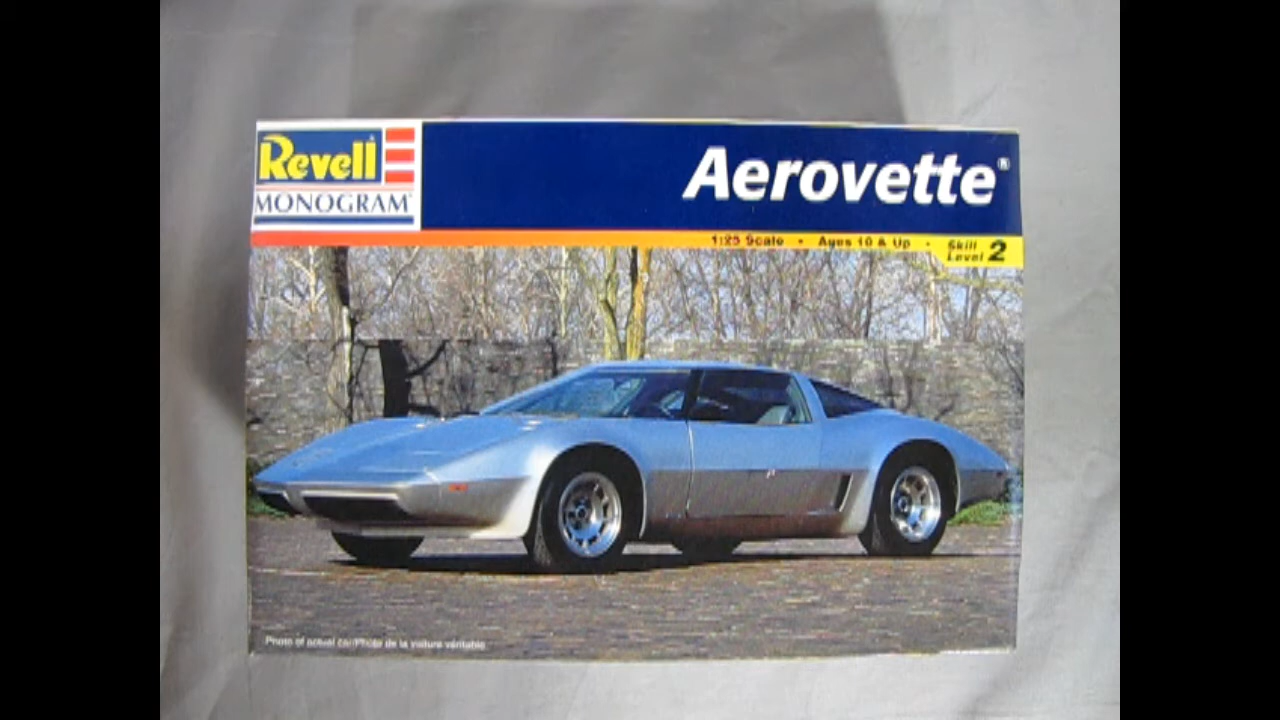 Revell®
MONOGRAM®
Aerovette®
1:25 Scale • Ages 10 & Up • Skill Level 2
Photo of actual car/Photo de la voiture véritable